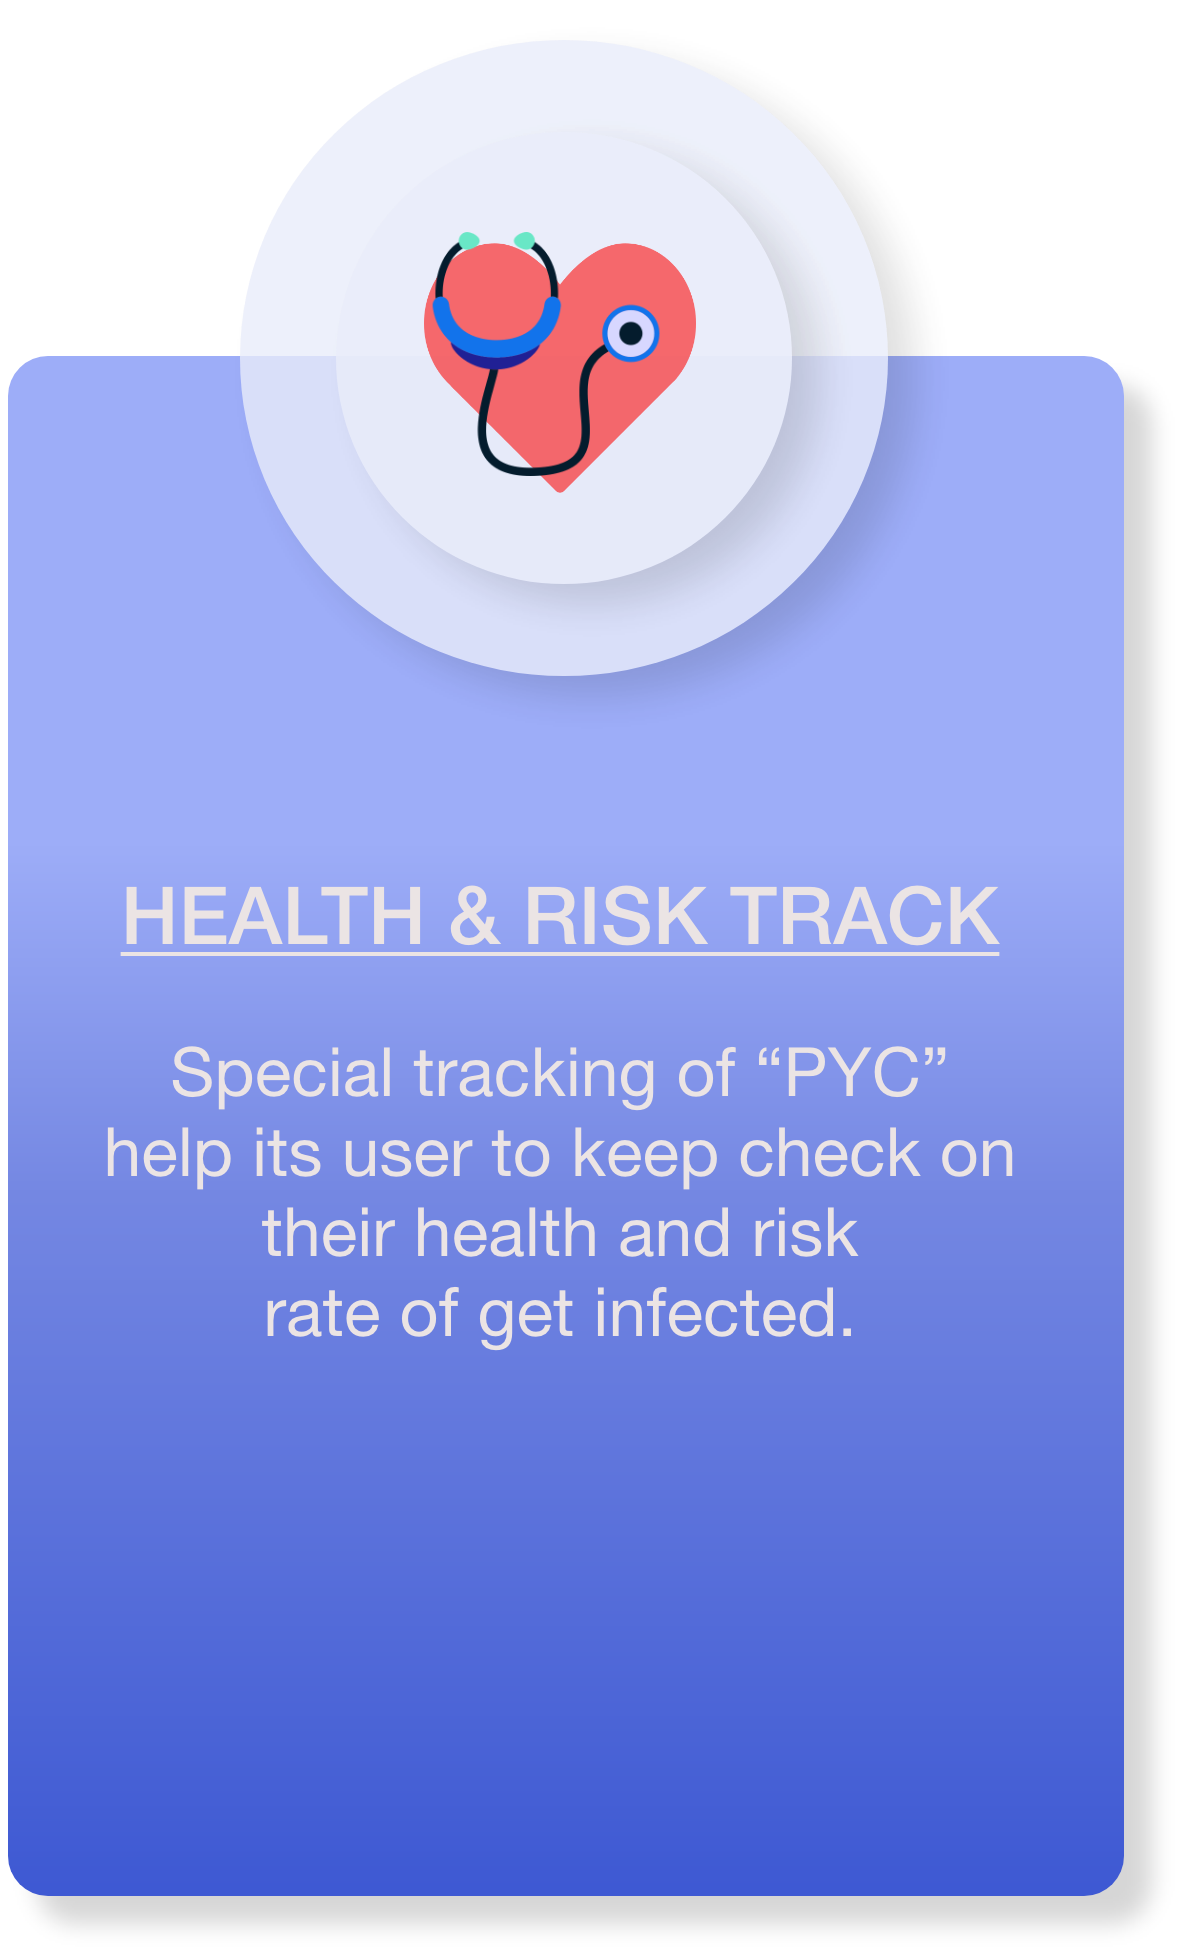 HEALTH & RISK TRACK
Special tracking of “PYC”
help its user to keep check on
their health and risk
rate of get infected.